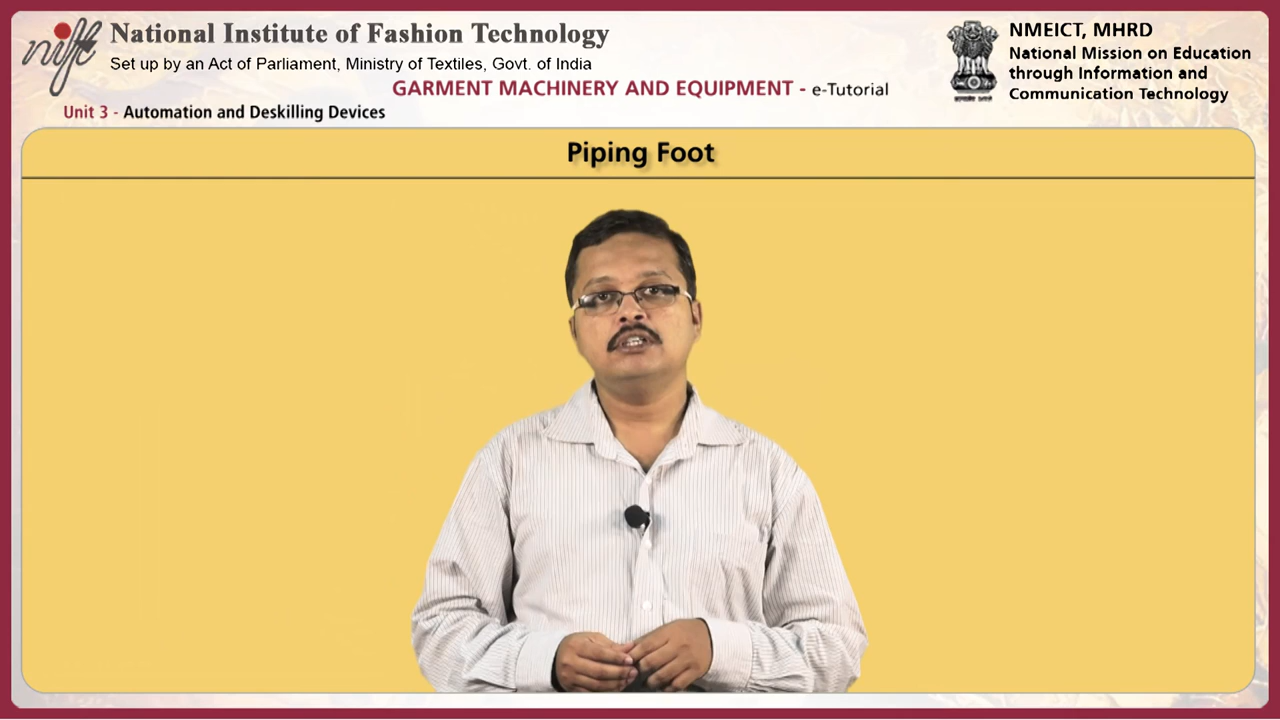 nift
National Institute of Fashion Technology
Set up by an Act of Parliament, Ministry of Textiles, Govt. of India
GARMENT MACHINERY AND EQUIPMENT - e-Tutorial
Unit 3 - Automation and Deskilling Devices
NMEICT, MHRD
National Mission on Education
through Information and
Communication Technology
Piping Foot